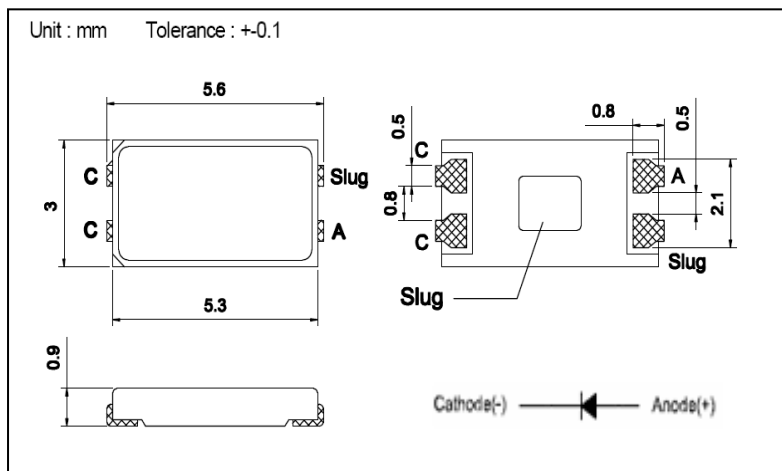 Unit : mm Tolerance : +-0.1
5.6
C
Slug
3
C
A
5.3
0.9
0.8
0.5
0.5
C
A
0.8
2.1
C
Slug
Slug
Cathode(-)
Anode(+)